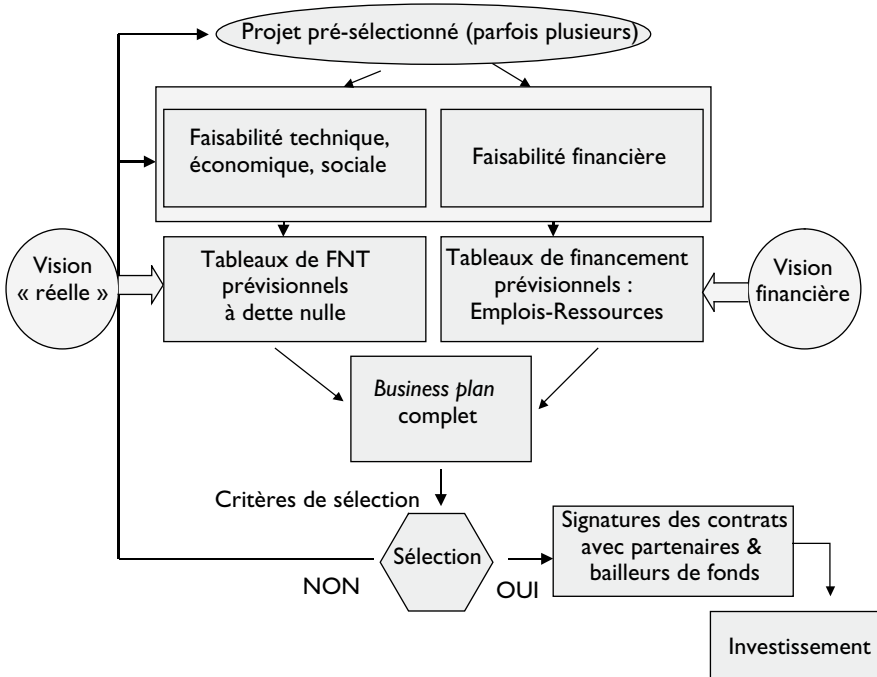 Projet pré-sélectionné (parfois plusieurs)
Faisabilité technique,
économique, sociale
Faisabilité financière
Vision
« réelle »
Tableaux de FNT
prévisionnels
à dette nulle
Tableaux de financement
prévisionnels :
Emplois-Ressources
Vision
financière
Business plan
complet
Critères de sélection
Sélection
NON
OUI
Signatures des contrats
avec partenaires &
bailleurs de fonds
Investissement